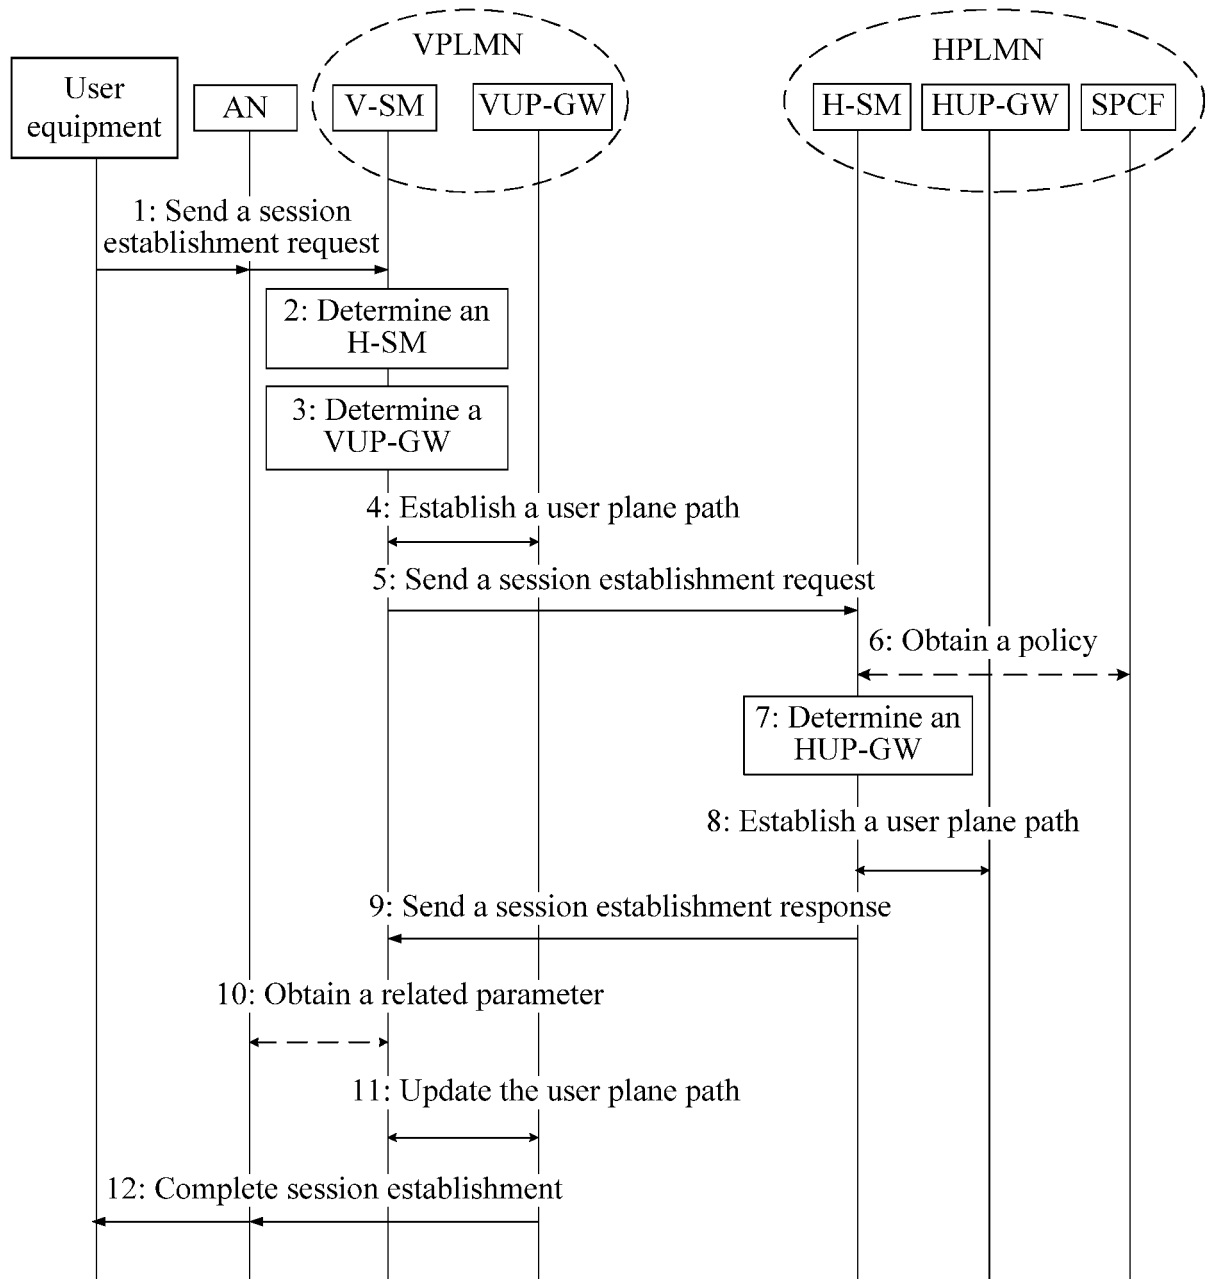 VPLMN
HPLMN
User
equipment
AN
V-SM
VUP-GW
H-SM
HUP-GW
SPCF
1: Send a session
establishment request
2: Determine an
H-SM
3: Determine a
VUP-GW
4: Establish a user plane path
5: Send a session establishment request
6: Obtain a policy
7: Determine an
HUP-GW
8: Establish a user plane path
9: Send a session establishment response
10: Obtain a related parameter
11: Update the user plane path
12: Complete session establishment